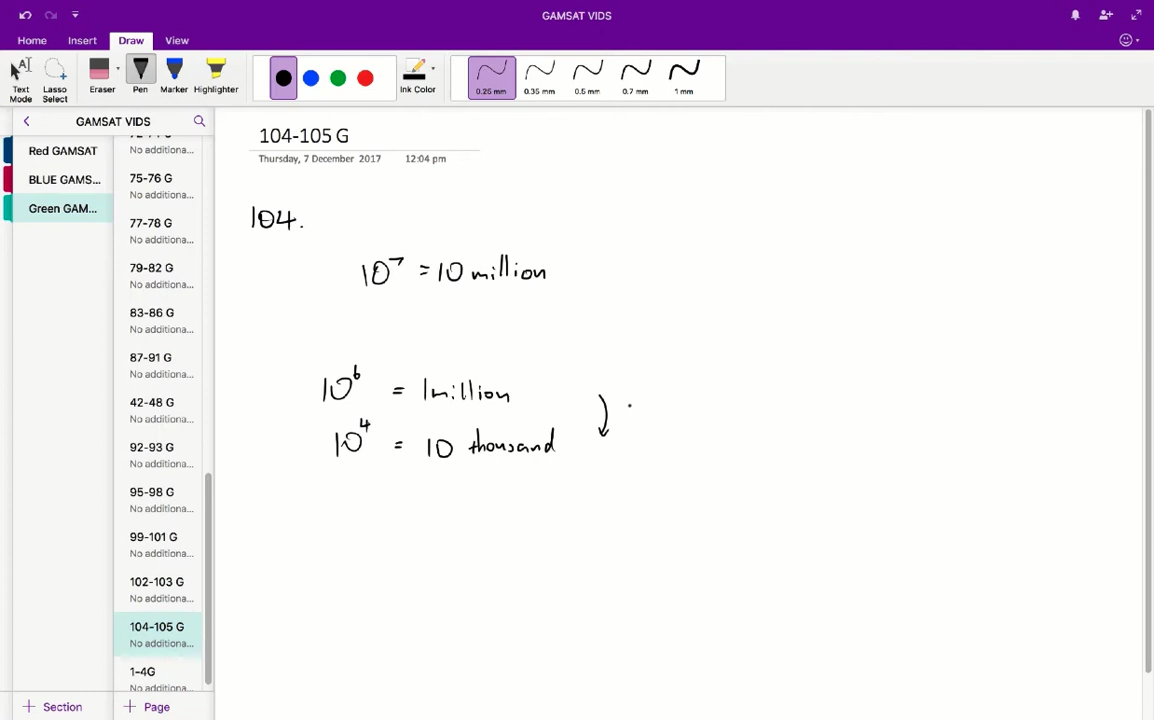 GAMSAT VIDS
Home Insert Draw View
Text Mode
Lasso Select
Eraser
Pen
Marker
Highlighter
Ink Color
0.25 mm
0.35 mm
0.5 mm
0.7 mm
1 mm
GAMSAT VIDS
Red GAMSAT
BLUE GAMS...
Green GAM...
No additiona...
75-76 G
No additiona...
77-78 G
No additiona...
79-82 G
No additiona...
83-86 G
No additiona...
87-91 G
No additiona...
42-48 G
No additiona...
92-93 G
No additiona...
95-98 G
No additiona...
99-101 G
No additiona...
102-103 G
No additiona...
104-105 G
No additiona...
1-4G
No additiona...
+ Section
+ Page
104-105 G
Thursday, 7 December 2017 12:04 pm
104.
10⁷ = 10 million
10⁶ = 1million
10⁴ = 10 thousand